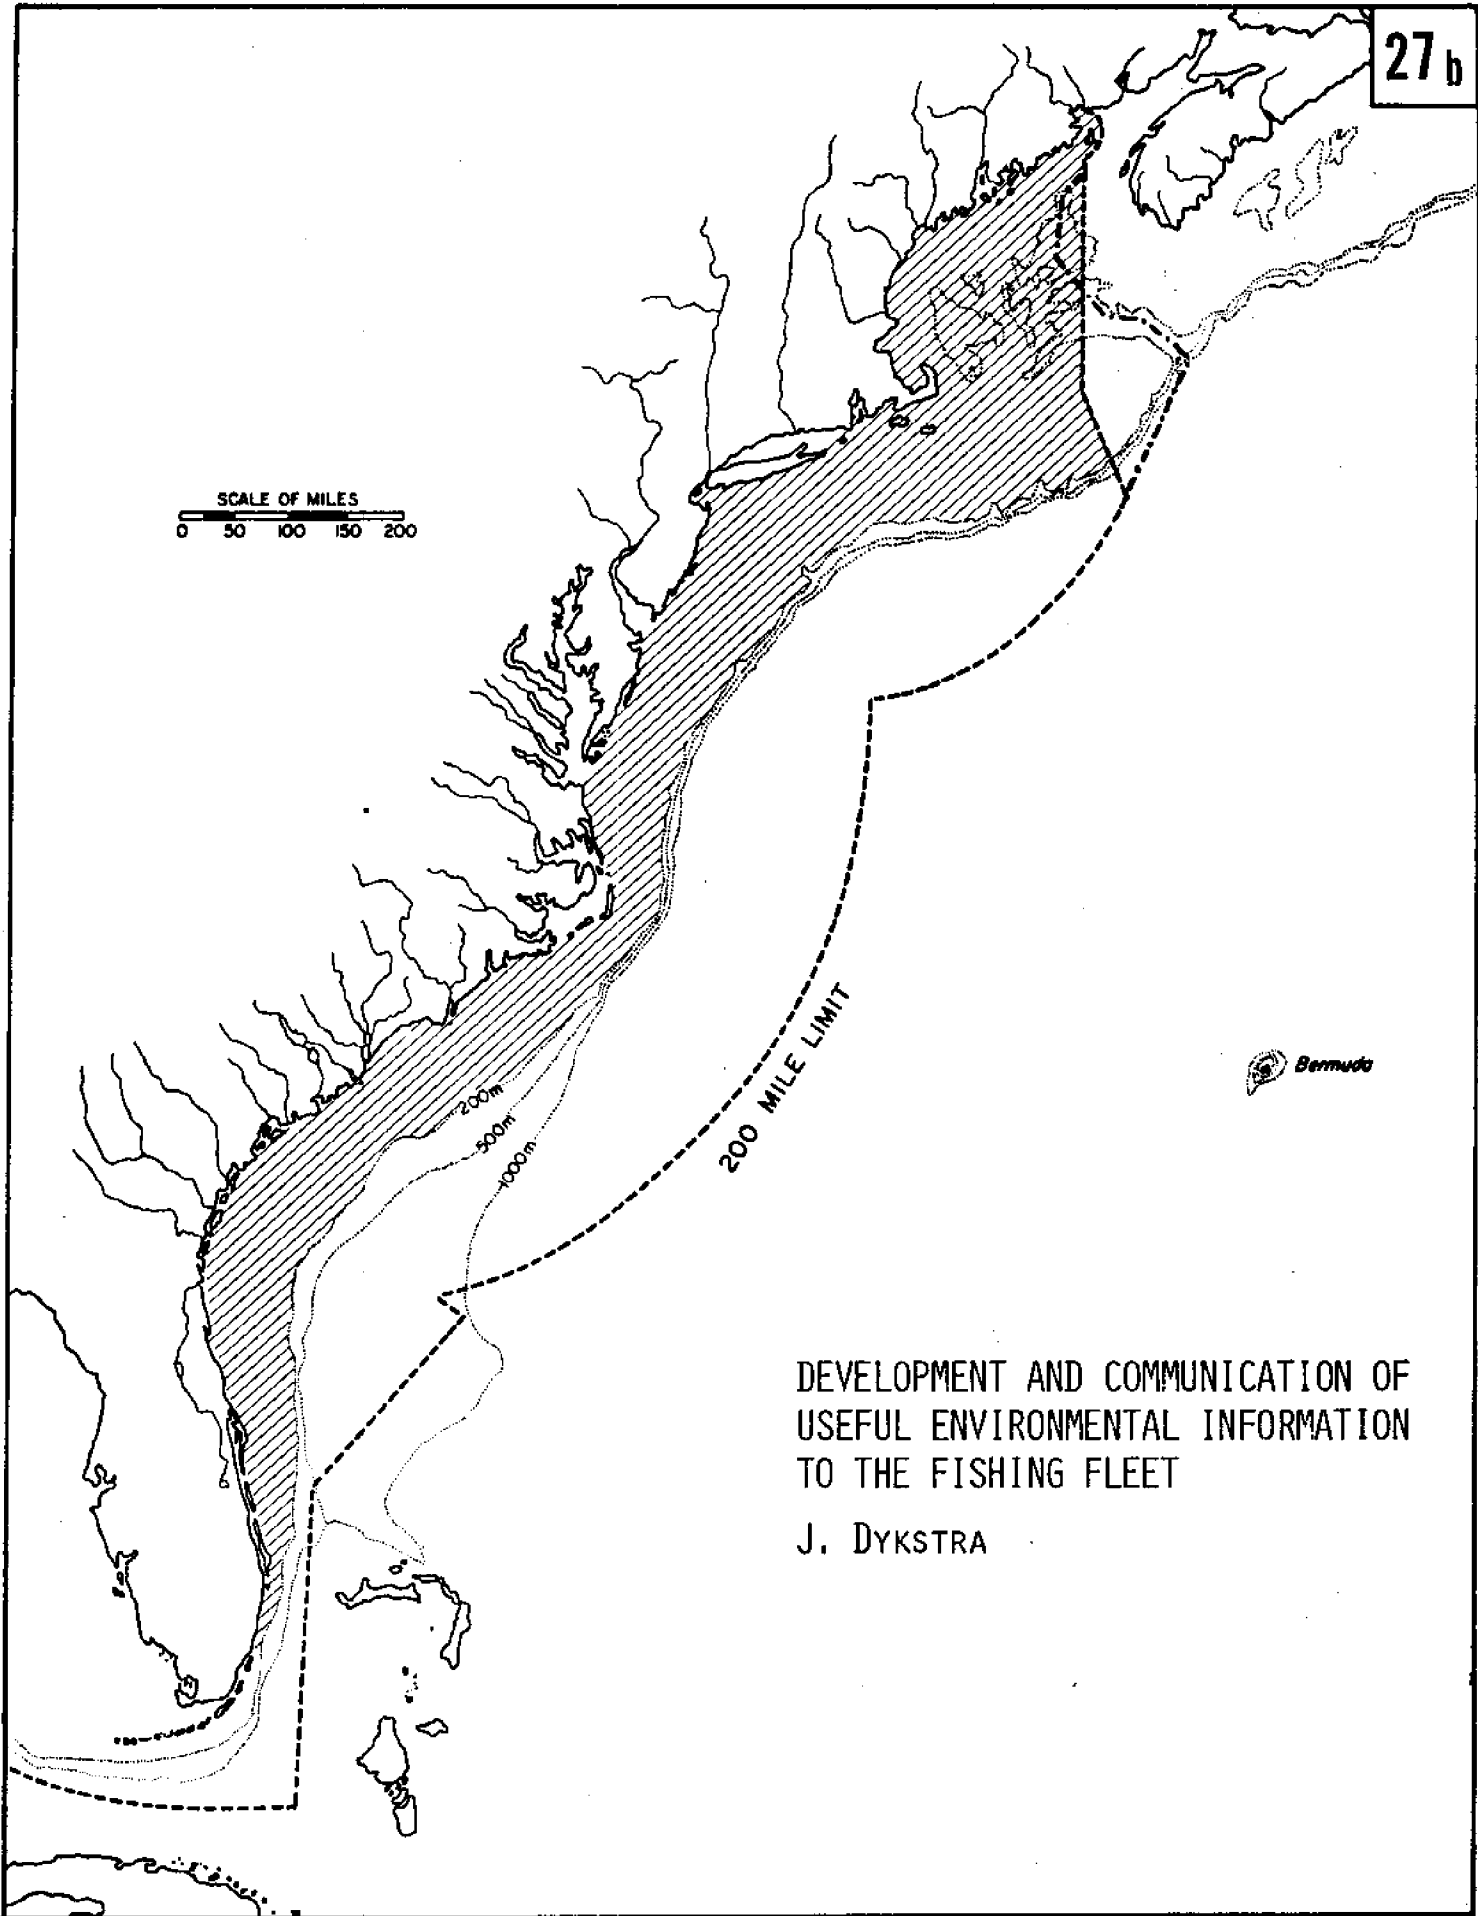 27b
SCALE OF MILES
0 50 100 150 200
200m
500m
1000m
200 MILE LIMIT
Bermuda
DEVELOPMENT AND COMMUNICATION OF
USEFUL ENVIRONMENTAL INFORMATION
TO THE FISHING FLEET
J. DYKSTRA